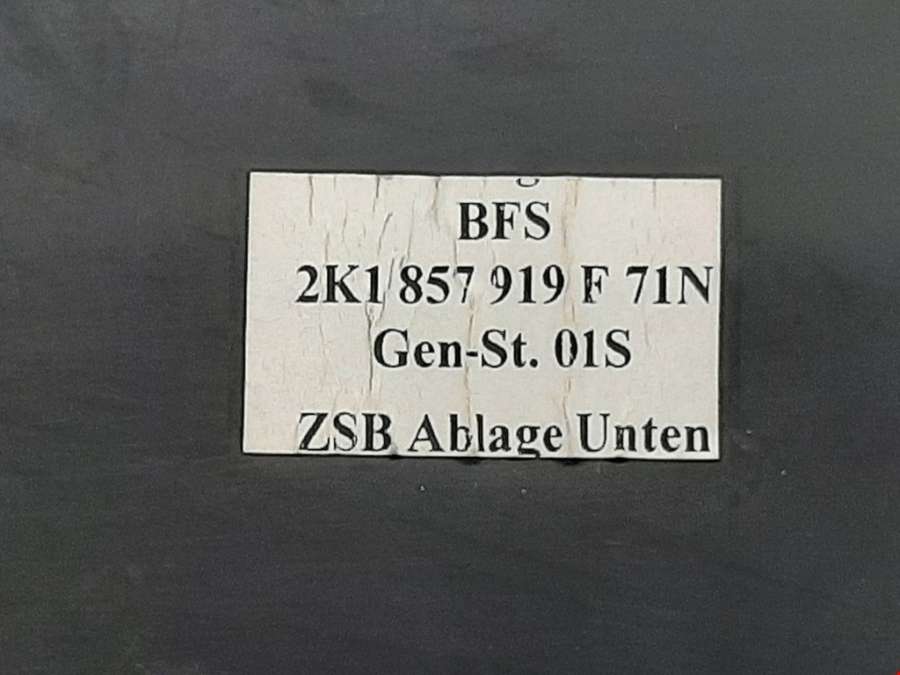 BFS
2K1 857 919 F 71N
Gen-St. 01S
ZSB Ablage Unten